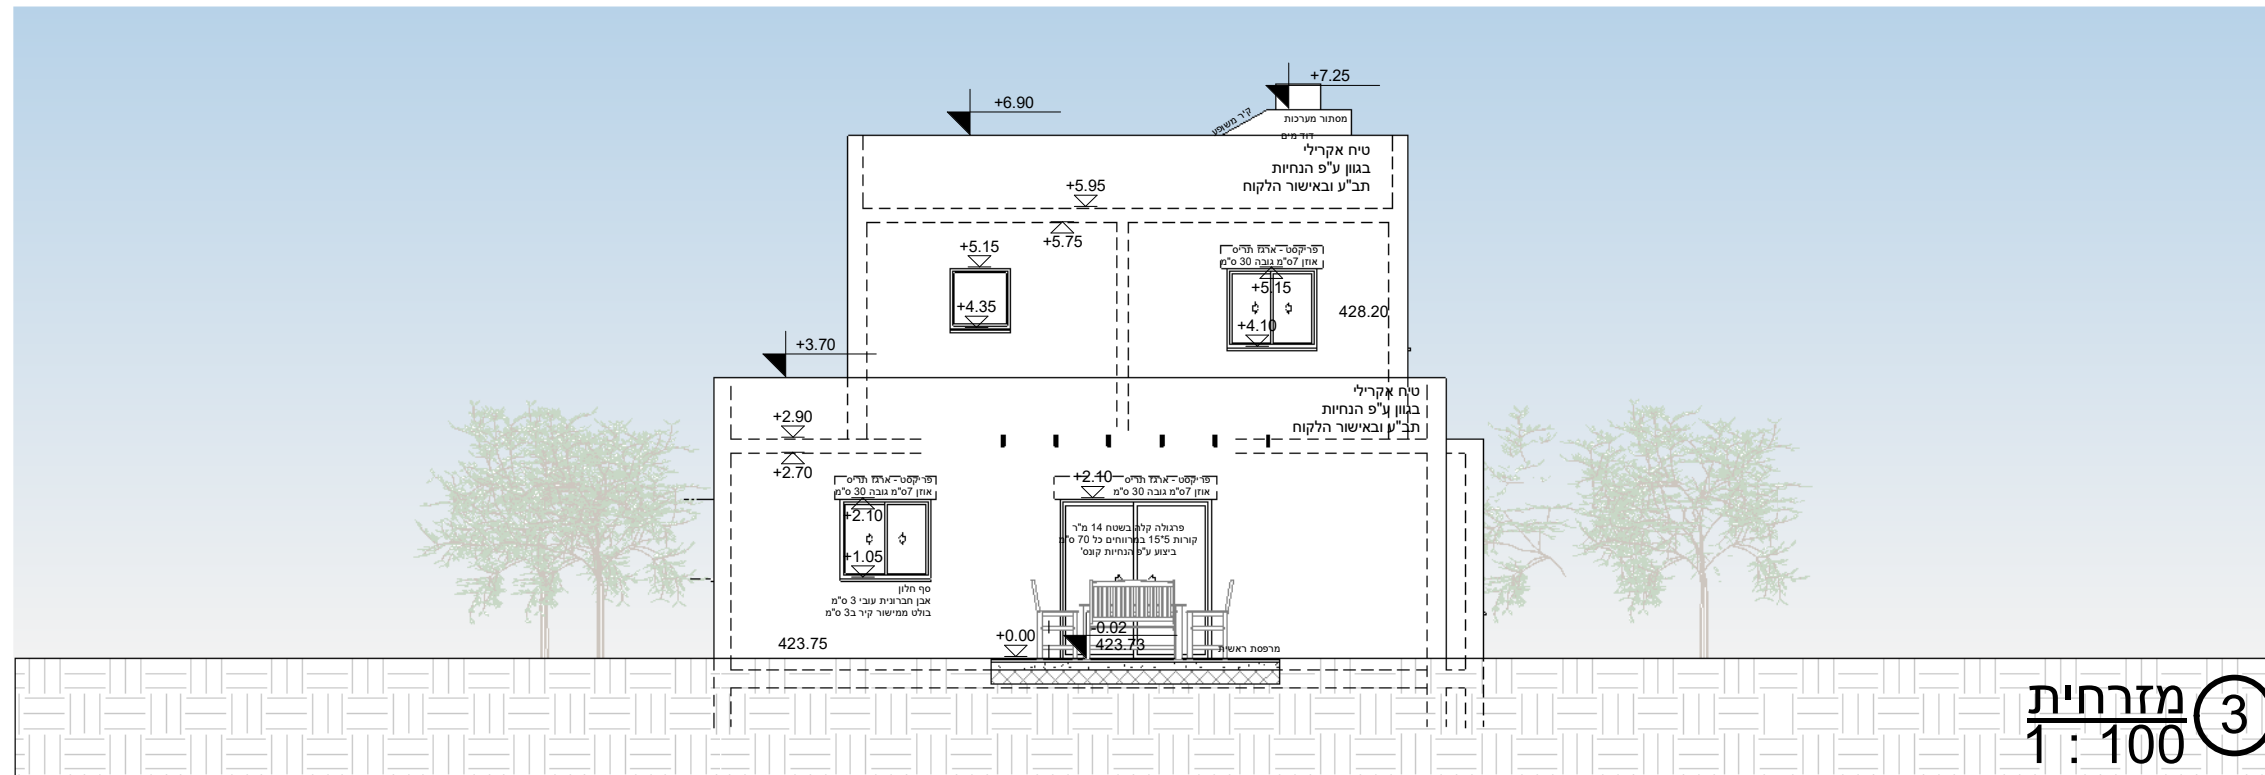 +7.25
+6.90
קיר משופע
מסתור מערכות
דוד מים
טיח אקרילי
בגוון ע"פ הנחיות
תב"ע ובאישור הלקוח
+5.95
+5.75
+5.15
פריקסט - ארגז תריס
אוזן 7ס"מ גובה 30 ס"מ
+5.15
+4.35
428.20
+4.10
+3.70
טיח אקרילי
בגוון ע"פ הנחיות
תב"ע ובאישור הלקוח
+2.90
+2.70
פריקסט - ארגז תריס
אוזן 7ס"מ גובה 30 ס"מ
+2.10
פריקסט - ארגז תריס
אוזן 7ס"מ גובה 30 ס"מ
+2.10
פרגולה קלה בשטח 14 מ"ר
קורות 5*15 במרווחים כל 70 ס"מ
ביצוע ע"פ הנחיות קונס'
+1.05
סף חלון
אבן חברונית עובי 3 ס"מ
בולט ממישור קיר ב3 ס"מ
+0.00
-0.02
423.75
423.73
מרפסת ראשית
3
מזרחית
1 : 100